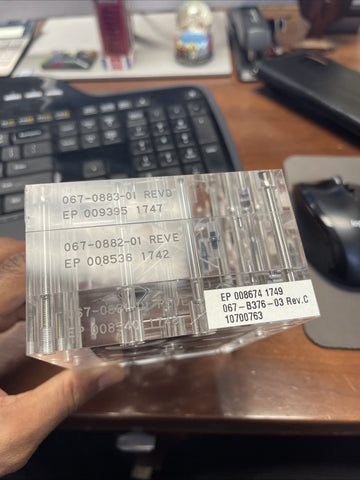 067-0883-01 REVD
EP 009395 1747
067-0882-01 REVE
EP 008536 1742
EP 008674 1749
067-B376-03 Rev.C
10700763